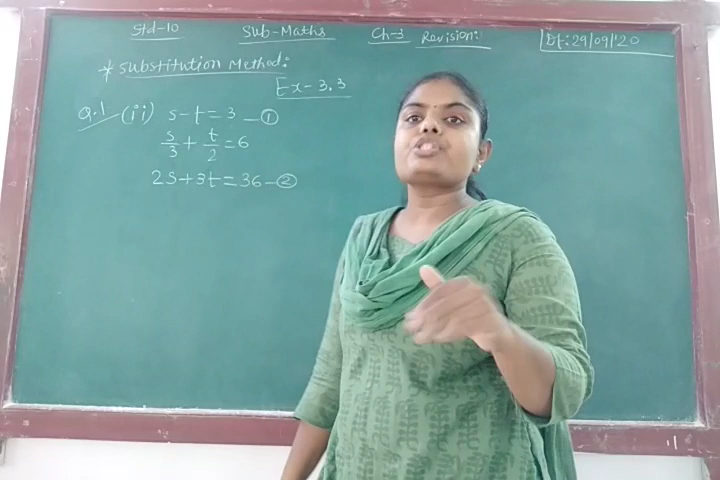 Std-10 Sub-Maths Ch-3 Revision: Dt:29/09/'20
* Substitution Method:
Ex-3.3
Q.1 (ii) s-t=3 —①
s/3 + t/2 = 6
2s+3t=36 —②